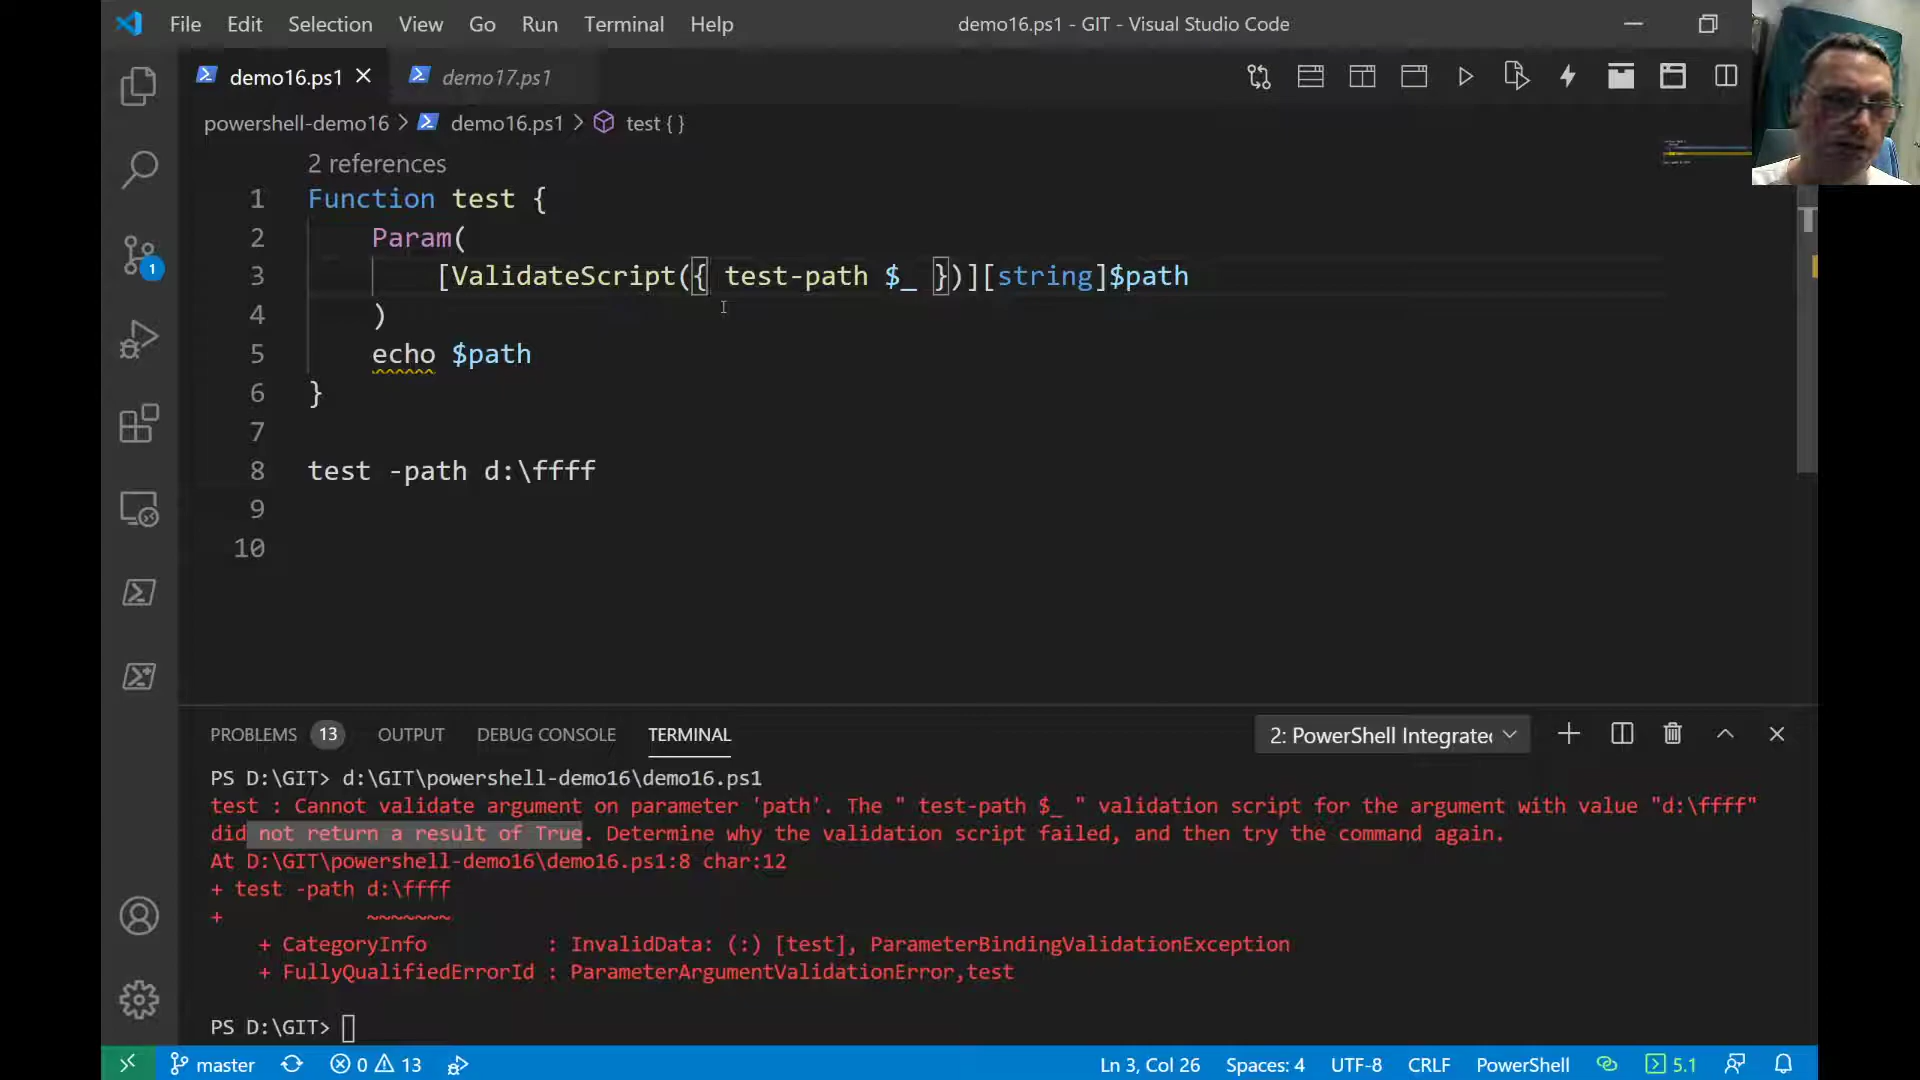 File Edit Selection View Go Run Terminal Help
demo16.ps1 - GIT - Visual Studio Code
demo16.ps1
demo17.ps1
powershell-demo16 > demo16.ps1 > test { }
2 references
1 Function test {
2 Param(
3 [ValidateScript({ test-path $_ })][string]$path
4 )
5 echo $path
6 }
7
8 test -path d:\ffff
9
10
1
PROBLEMS 13 OUTPUT DEBUG CONSOLE TERMINAL
2: PowerShell Integrated
PS D:\GIT> d:\GIT\powershell-demo16\demo16.ps1
test : Cannot validate argument on parameter 'path'. The " test-path $_ " validation script for the argument with value "d:\ffff"
did not return a result of True. Determine why the validation script failed, and then try the command again.
At D:\GIT\powershell-demo16\demo16.ps1:8 char:12
+ test -path d:\ffff
+ ~~~~~~~
+ CategoryInfo : InvalidData: (:) [test], ParameterBindingValidationException
+ FullyQualifiedErrorId : ParameterArgumentValidationError,test
PS D:\GIT>
master 0 13 Ln 3, Col 26 Spaces: 4 UTF-8 CRLF PowerShell 5.1